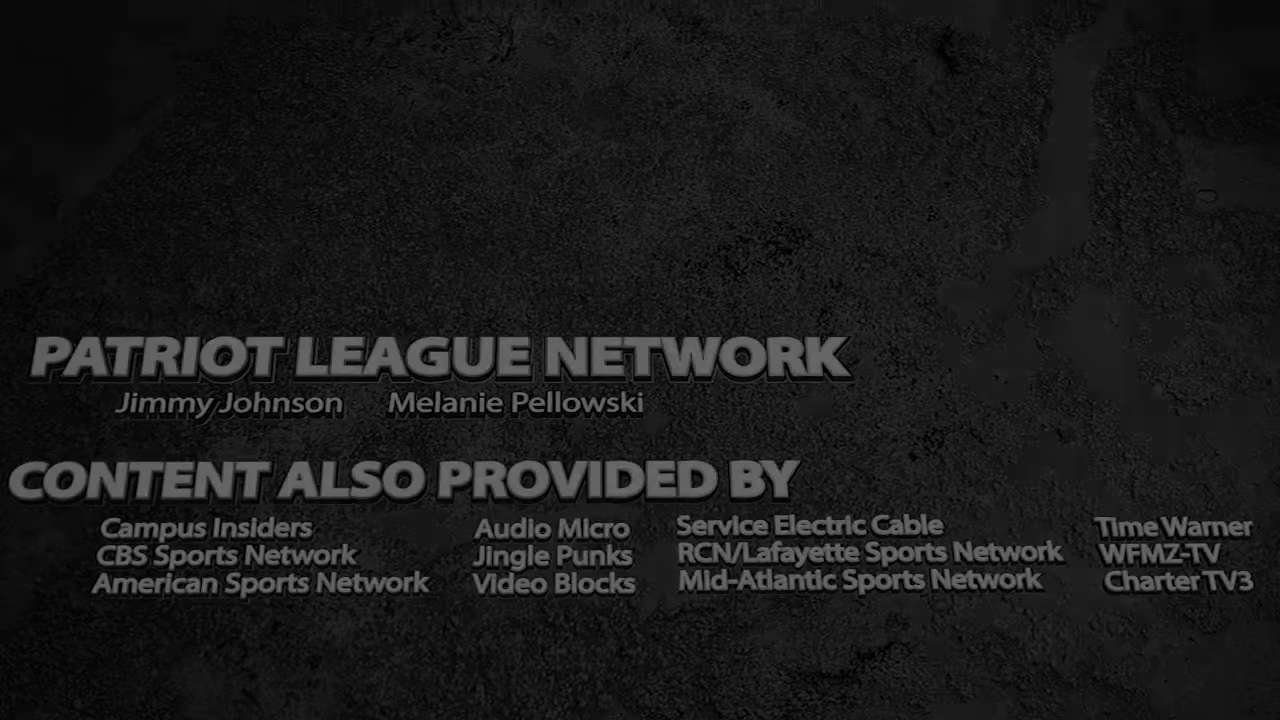 PATRIOT LEAGUE NETWORK
Jimmy Johnson Melanie Pellowski
CONTENT ALSO PROVIDED BY
Campus Insiders Audio Micro Service Electric Cable Time Warner
CBS Sports Network Jingle Punks RCN/Lafayette Sports Network WFMZ-TV
American Sports Network Video Blocks Mid-Atlantic Sports Network Charter TV3